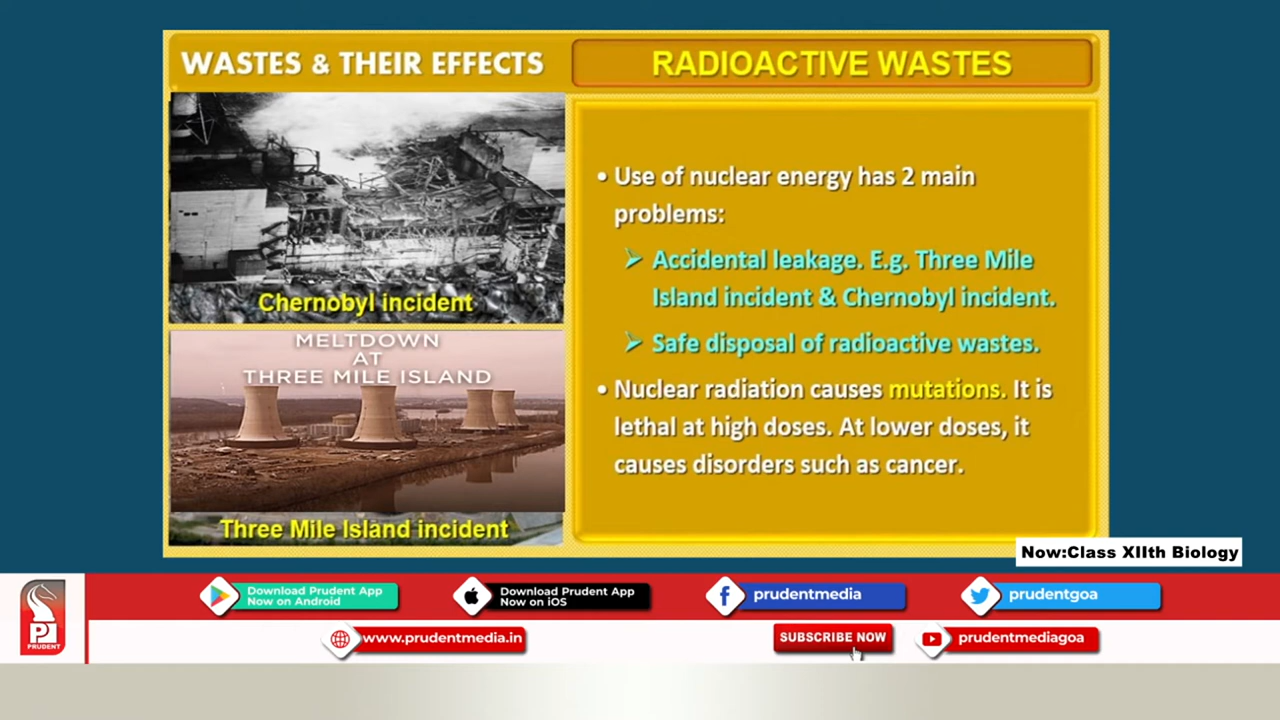 WASTES & THEIR EFFECTS
RADIOACTIVE WASTES
Chernobyl incident
MELTDOWN
AT
THREE MILE ISLAND
Three Mile Island incident
• Use of nuclear energy has 2 main
problems:
➢ Accidental leakage. E.g. Three Mile
Island incident & Chernobyl incident.
➢ Safe disposal of radioactive wastes.
• Nuclear radiation causes mutations. It is
lethal at high doses. At lower doses, it
causes disorders such as cancer.
Now:Class XIIth Biology
PRUDENT
Download Prudent App
Now on Android
Download Prudent App
Now on iOS
prudentmedia
prudentgoa
www.prudentmedia.in
SUBSCRIBE NOW
prudentmediagoa